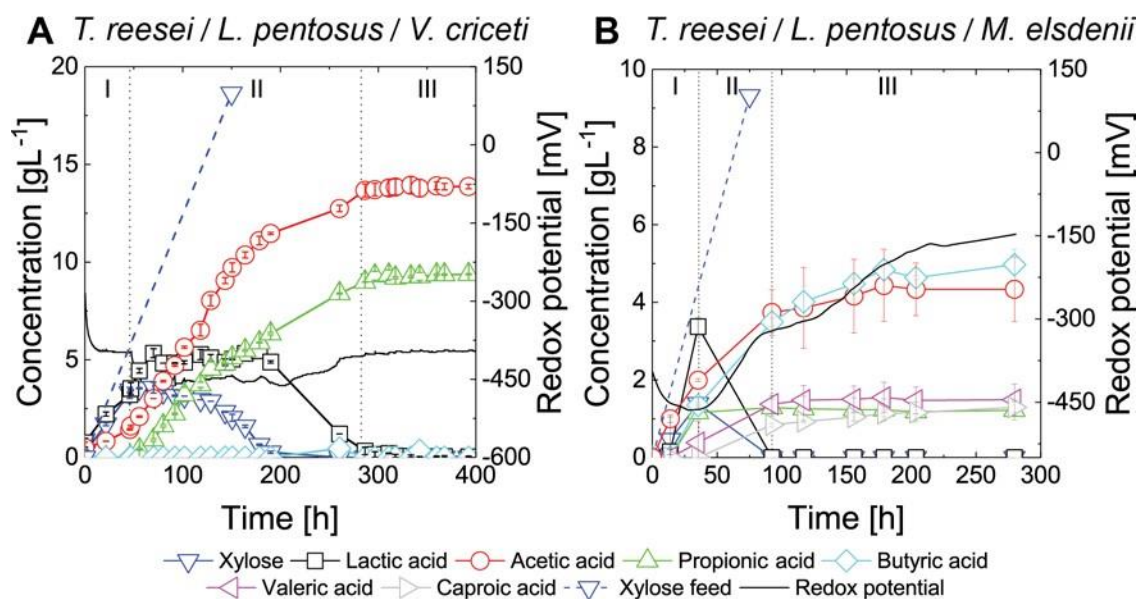 A T. reesei / L. pentosus / V. criceti
B T. reesei / L. pentosus / M. elsdenii
20
15
10
5
0
Concentration [gL⁻¹]
I
II
III
150
0
-150
-300
-450
-600
Redox potential [mV]
0
100
200
300
400
Time [h]
10
8
6
4
2
0
Concentration [gL⁻¹]
I
II
III
150
0
-150
-300
-450
Redox potential [mV]
0
50
100
150
200
250
300
Time [h]
Xylose Lactic acid Acetic acid Propionic acid Butyric acid
Valeric acid Caproic acid Xylose feed Redox potential